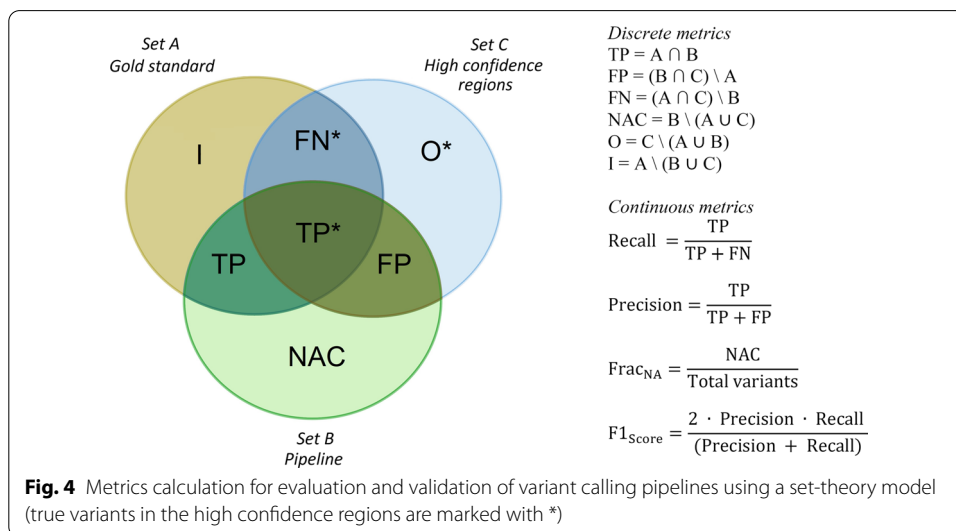 Set A
Gold standard
Set C
High confidence
regions
I
FN*
O*
TP*
TP
FP
NAC
Set B
Pipeline
Discrete metrics
TP = A ∩ B
FP = (B ∩ C) \ A
FN = (A ∩ C) \ B
NAC = B \ (A ∪ C)
O = C \ (A ∪ B)
I = A \ (B ∪ C)
Continuous metrics
Recall = TP / TP + FN
Precision = TP / TP + FP
Frac_NA = NAC / Total variants
F1_Score = 2 · Precision · Recall / (Precision + Recall)
Fig. 4 Metrics calculation for evaluation and validation of variant calling pipelines using a set-theory model
(true variants in the high confidence regions are marked with *)